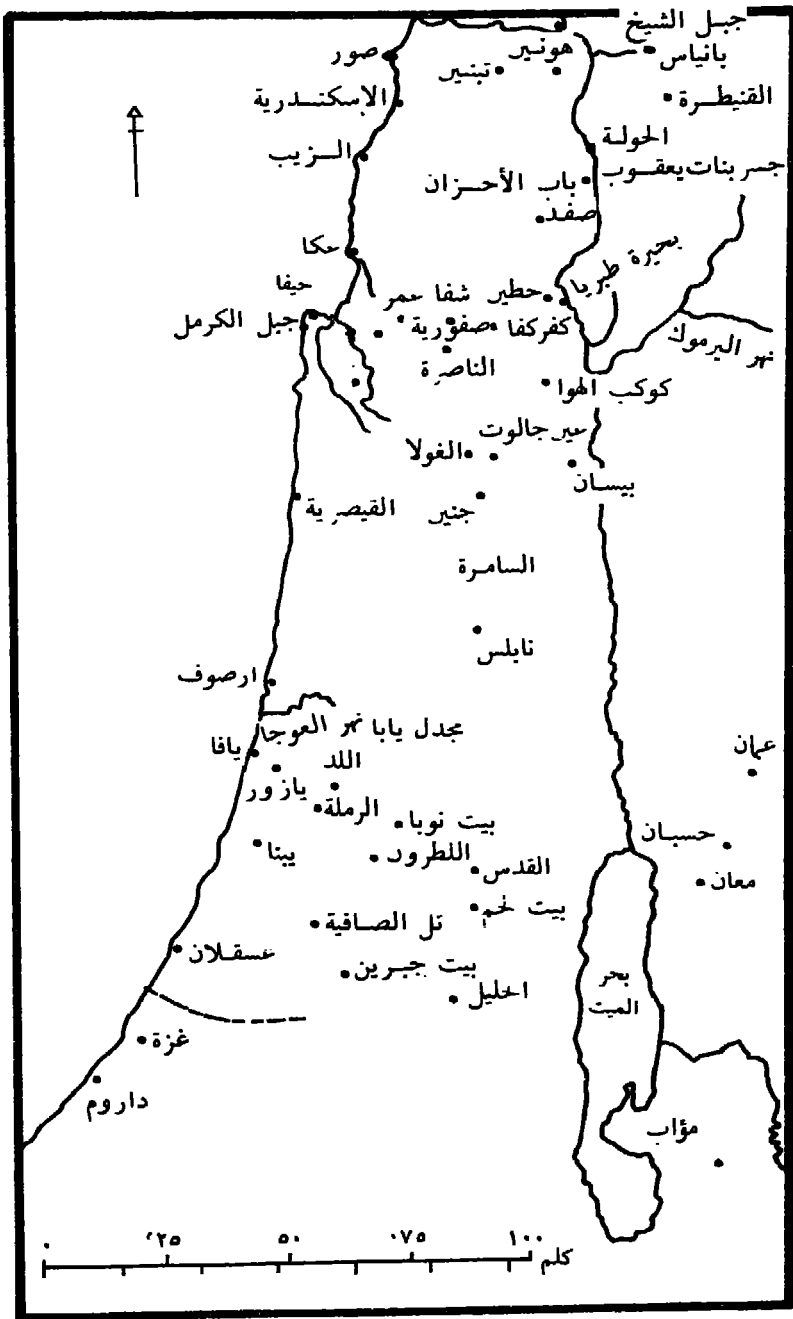 جبل الشيخ
صور
هونين
بانياس
تبنين
الاسكندرية
القنيطرة
الزيب
الحولة
جسر بنات يعقوب
باب الأحزان
صفد
عكا
بحيرة طبريا
حيفا
حطين
شفا عمر
جبل الكرمل
صفورية
كفركفا
نهر اليرموك
الناصرة
كوكب الهوا
عين جالوت
الغولا
بيسان
القيصرية
جنين
السامرة
نابلس
ارصوف
مجدل يابا
نهر العوجا
يافا
عمان
اللد
يازور
الرملة
بيت نوبا
حسبان
يبنا
اللطرود
القدس
معان
بيت لحم
تل الصافية
عسقلان
بيت جبرين
الخليل
بحر
الميت
غزة
داروم
مؤاب
٠ ٢٥ ٥٠ ٠٧٥ ١٠٠
كلم